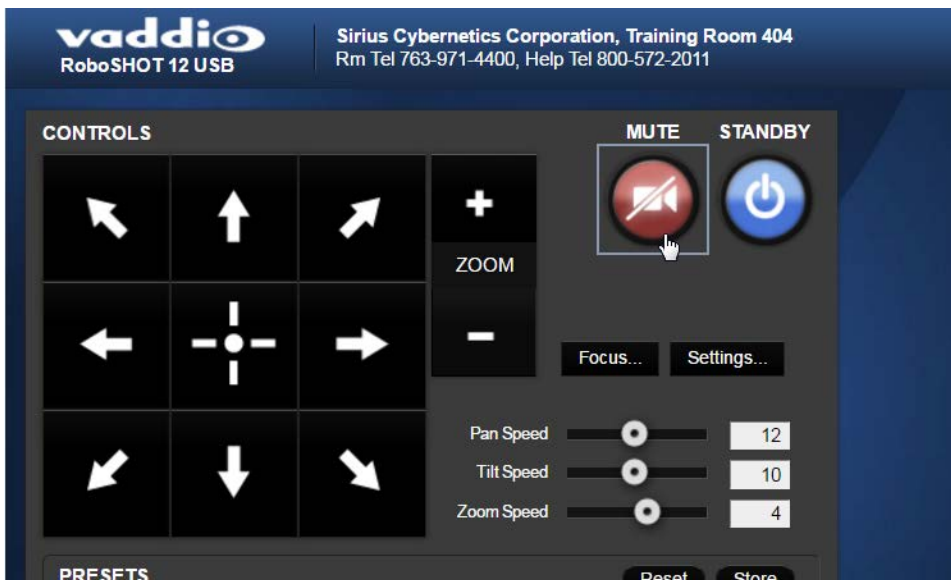 vaddio
RoboSHOT 12 USB
Sirius Cybernetics Corporation, Training Room 404
Rm Tel 763-971-4400, Help Tel 800-572-2011
CONTROLS
MUTE STANDBY
ZOOM
Focus... Settings...
Pan Speed 12
Tilt Speed 10
Zoom Speed 4
PRESETS Reset Store